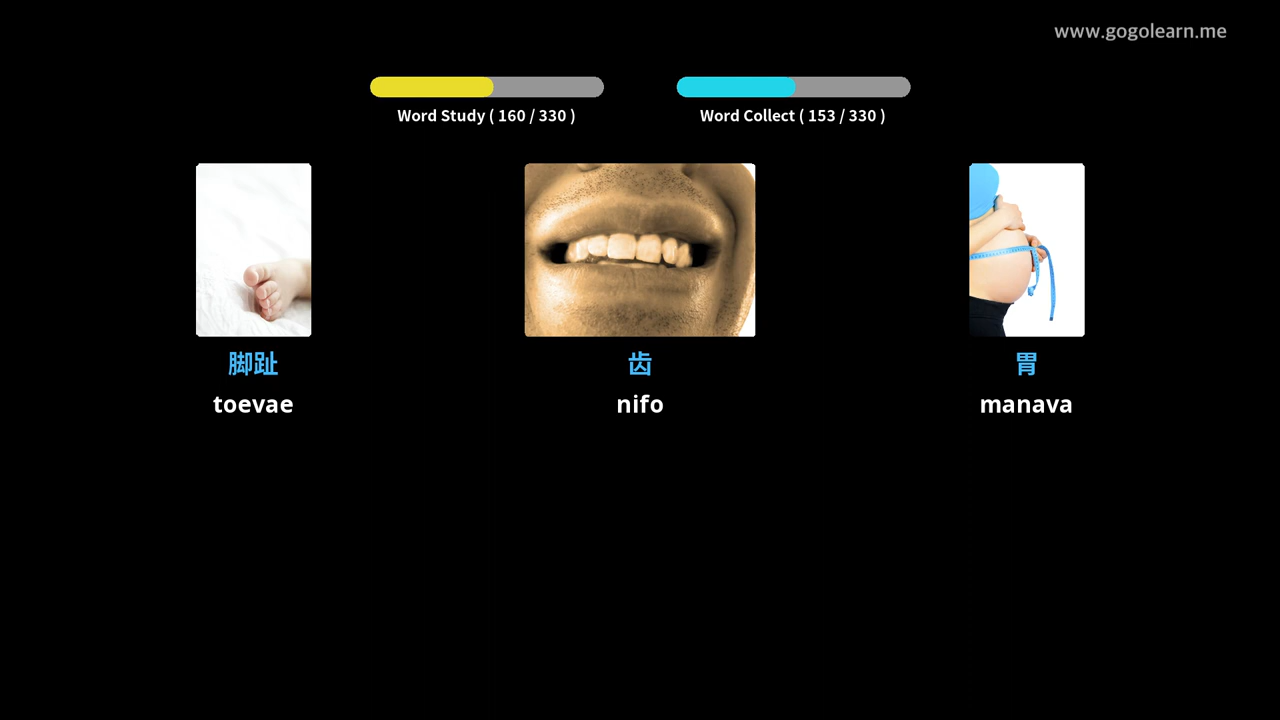 www.gogolearn.me
Word Study ( 160 / 330 )
Word Collect ( 153 / 330 )
脚趾
齿
胃
toevae
nifo
manava